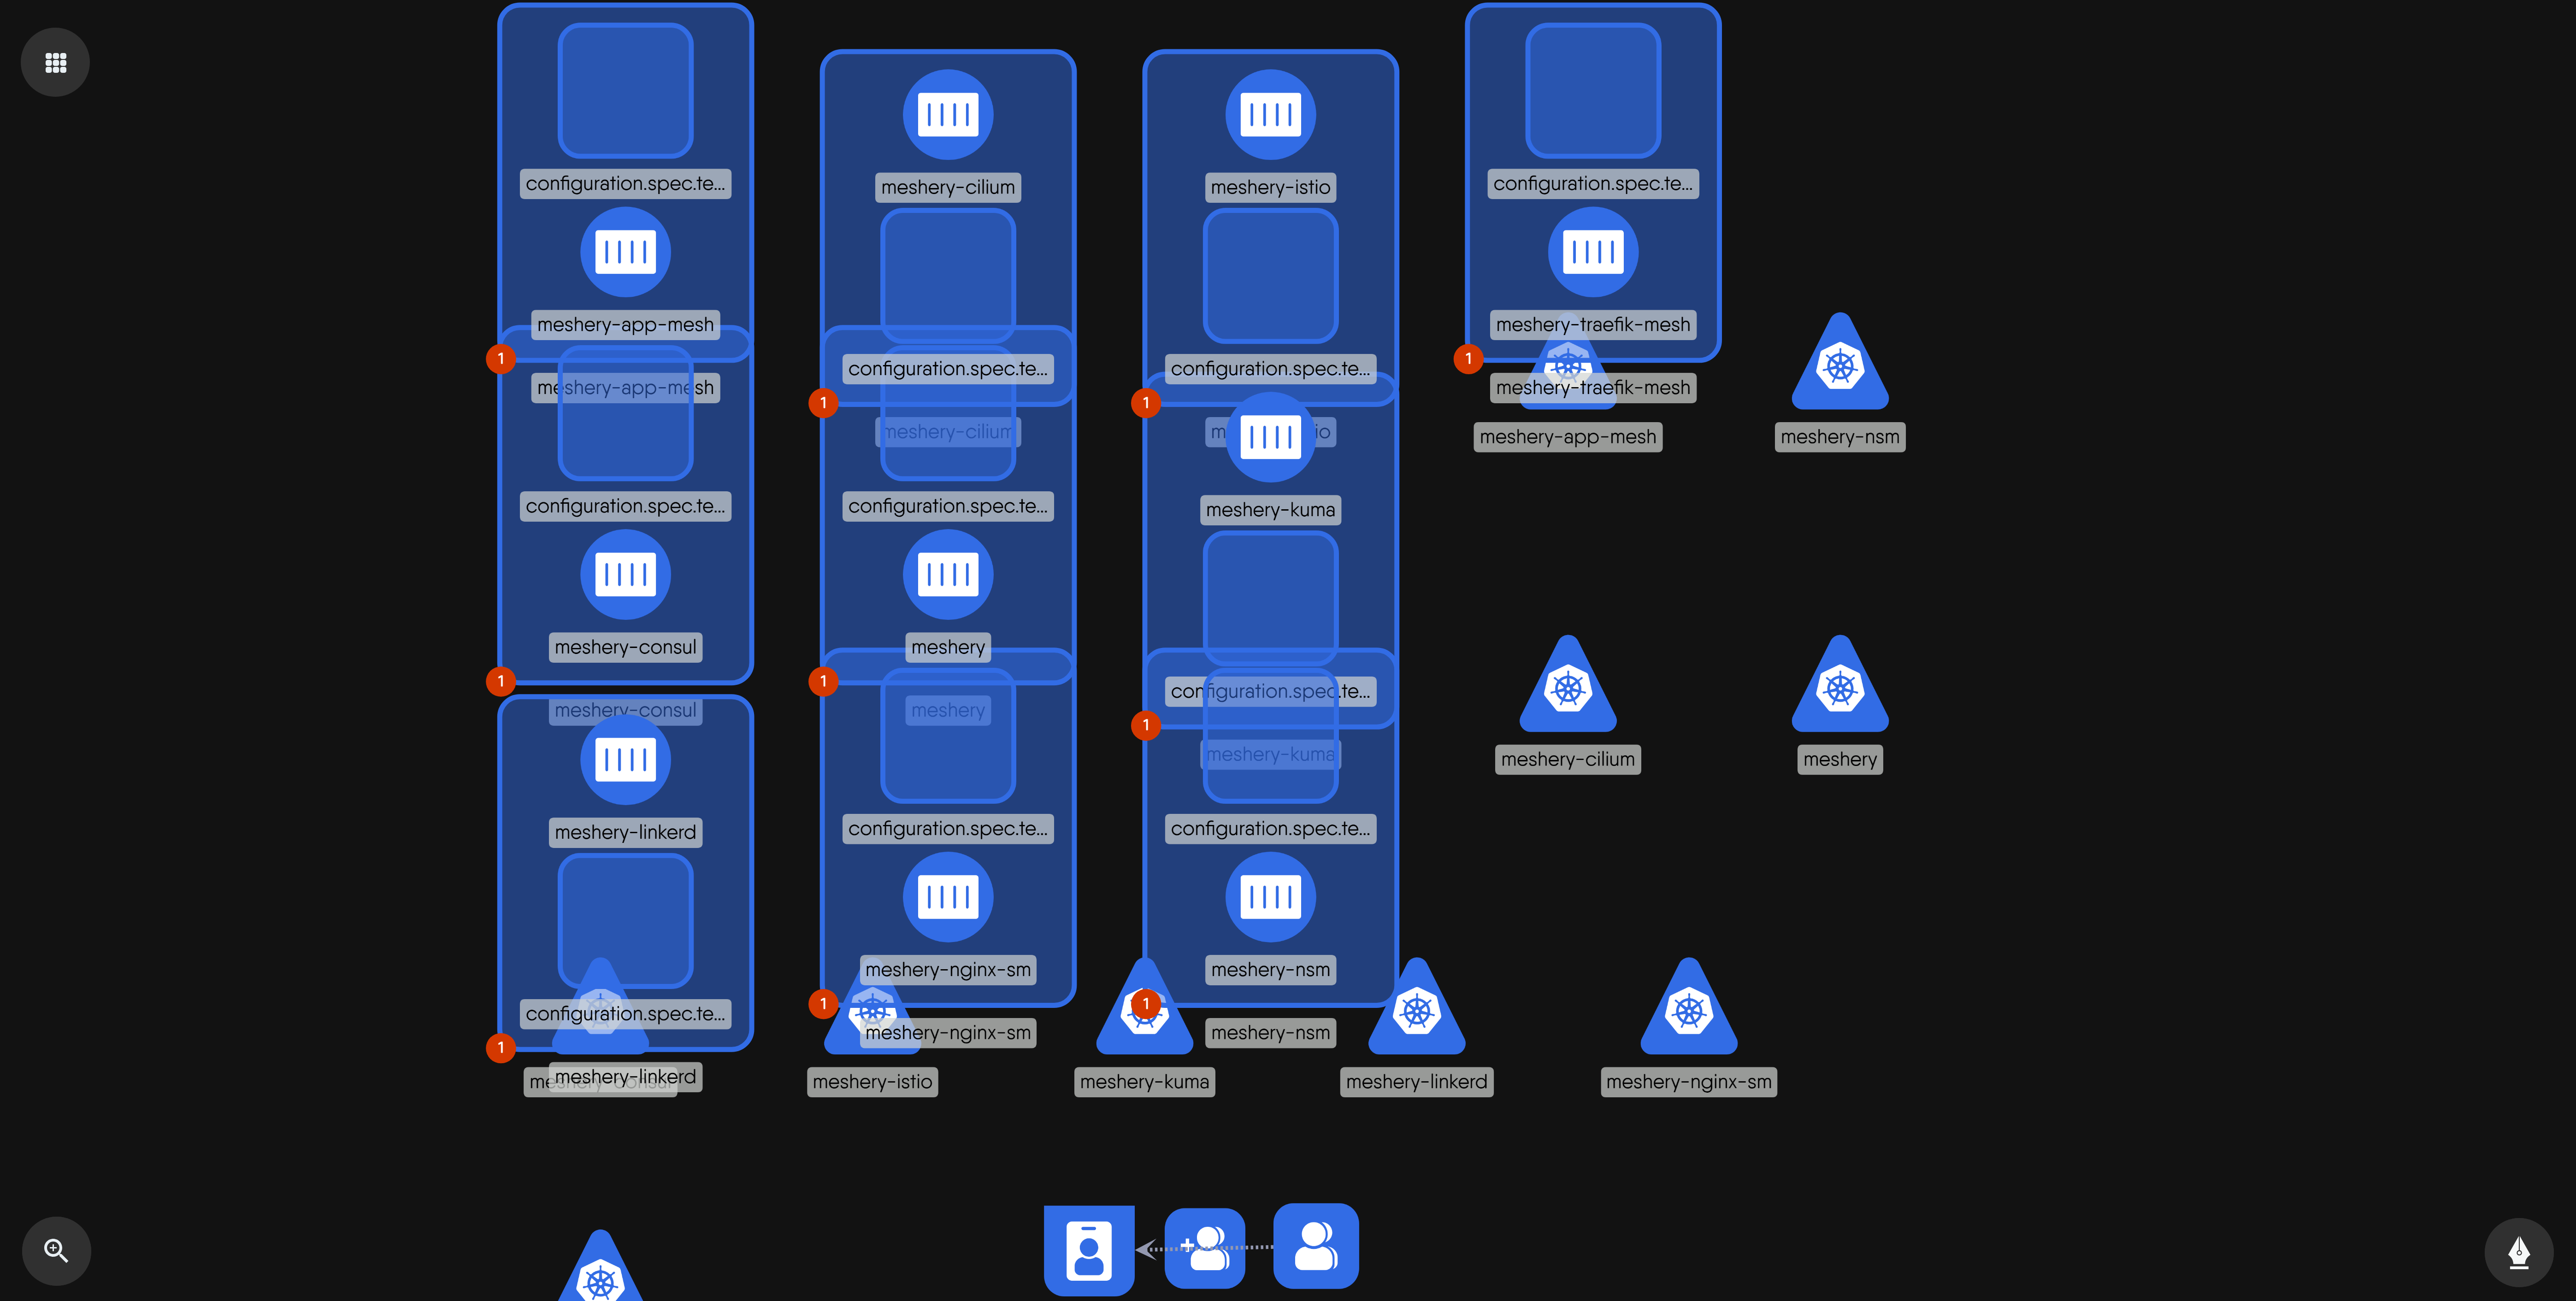 configuration.spec.te...
meshery-app-mesh
1
meshery-app-mesh
configuration.spec.te...
meshery-consul
1
meshery-consul
meshery-linkerd
configuration.spec.te...
1
meshery-linkerd
meshery-cilium
configuration.spec.te...
1
meshery-cilium
configuration.spec.te...
meshery
1
meshery
configuration.spec.te...
meshery-nginx-sm
1
meshery-nginx-sm
meshery-istio
meshery-istio
configuration.spec.te...
1
meshery-kuma
configuration.spec.te...
1
meshery-kuma
configuration.spec.te...
meshery-nsm
1
meshery-nsm
meshery-kuma
configuration.spec.te...
meshery-traefik-mesh
1
meshery-traefik-mesh
meshery-app-mesh
meshery-nsm
meshery-cilium
meshery
meshery-linkerd
meshery-nginx-sm